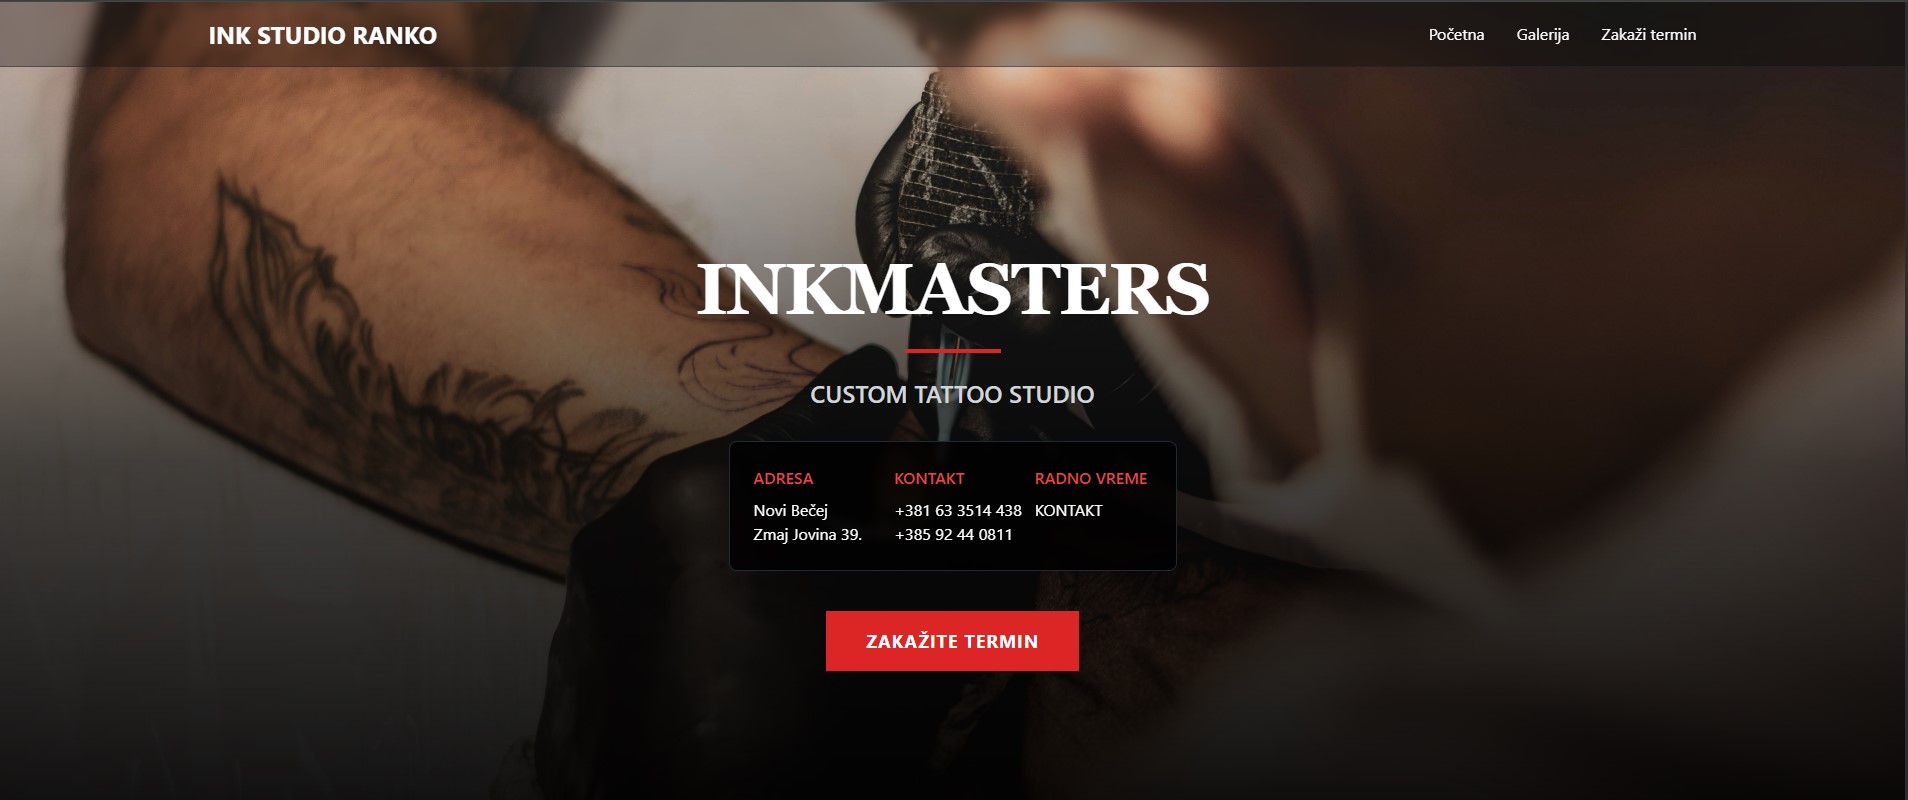 INK STUDIO RANKO
Početna
Galerija
Zakaži termin
INKMASTERS
CUSTOM TATTOO STUDIO
ADRESA
Novi Bečej
Zmaj Jovina 39.
KONTAKT
+381 63 3514 438
+385 92 44 0811
RADNO VREME
KONTAKT
ZAKAŽITE TERMIN